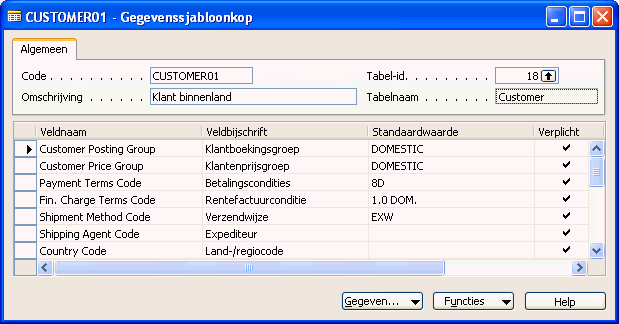 CUSTOMER01 - Gegevenssjabloonkop
Algemeen
Code . . . . . . . . . . CUSTOMER01 Tabel-id. . . . . . . . . 18
Omschrijving . . . . . . Klant binnenland Tabelnaam . . . . . . . Customer
Veldnaam Veldbijschrift Standaardwaarde Verplicht
Customer Posting Group Klantboekingsgroep DOMESTIC
Customer Price Group Klantenprijsgroep DOMESTIC
Payment Terms Code Betalingscondities 8D
Fin. Charge Terms Code Rentefactuurconditie 1.0 DOM.
Shipment Method Code Verzendwijze EXW
Shipping Agent Code Expediteur
Country Code Land-/regiocode
Gegeven... Functies Help